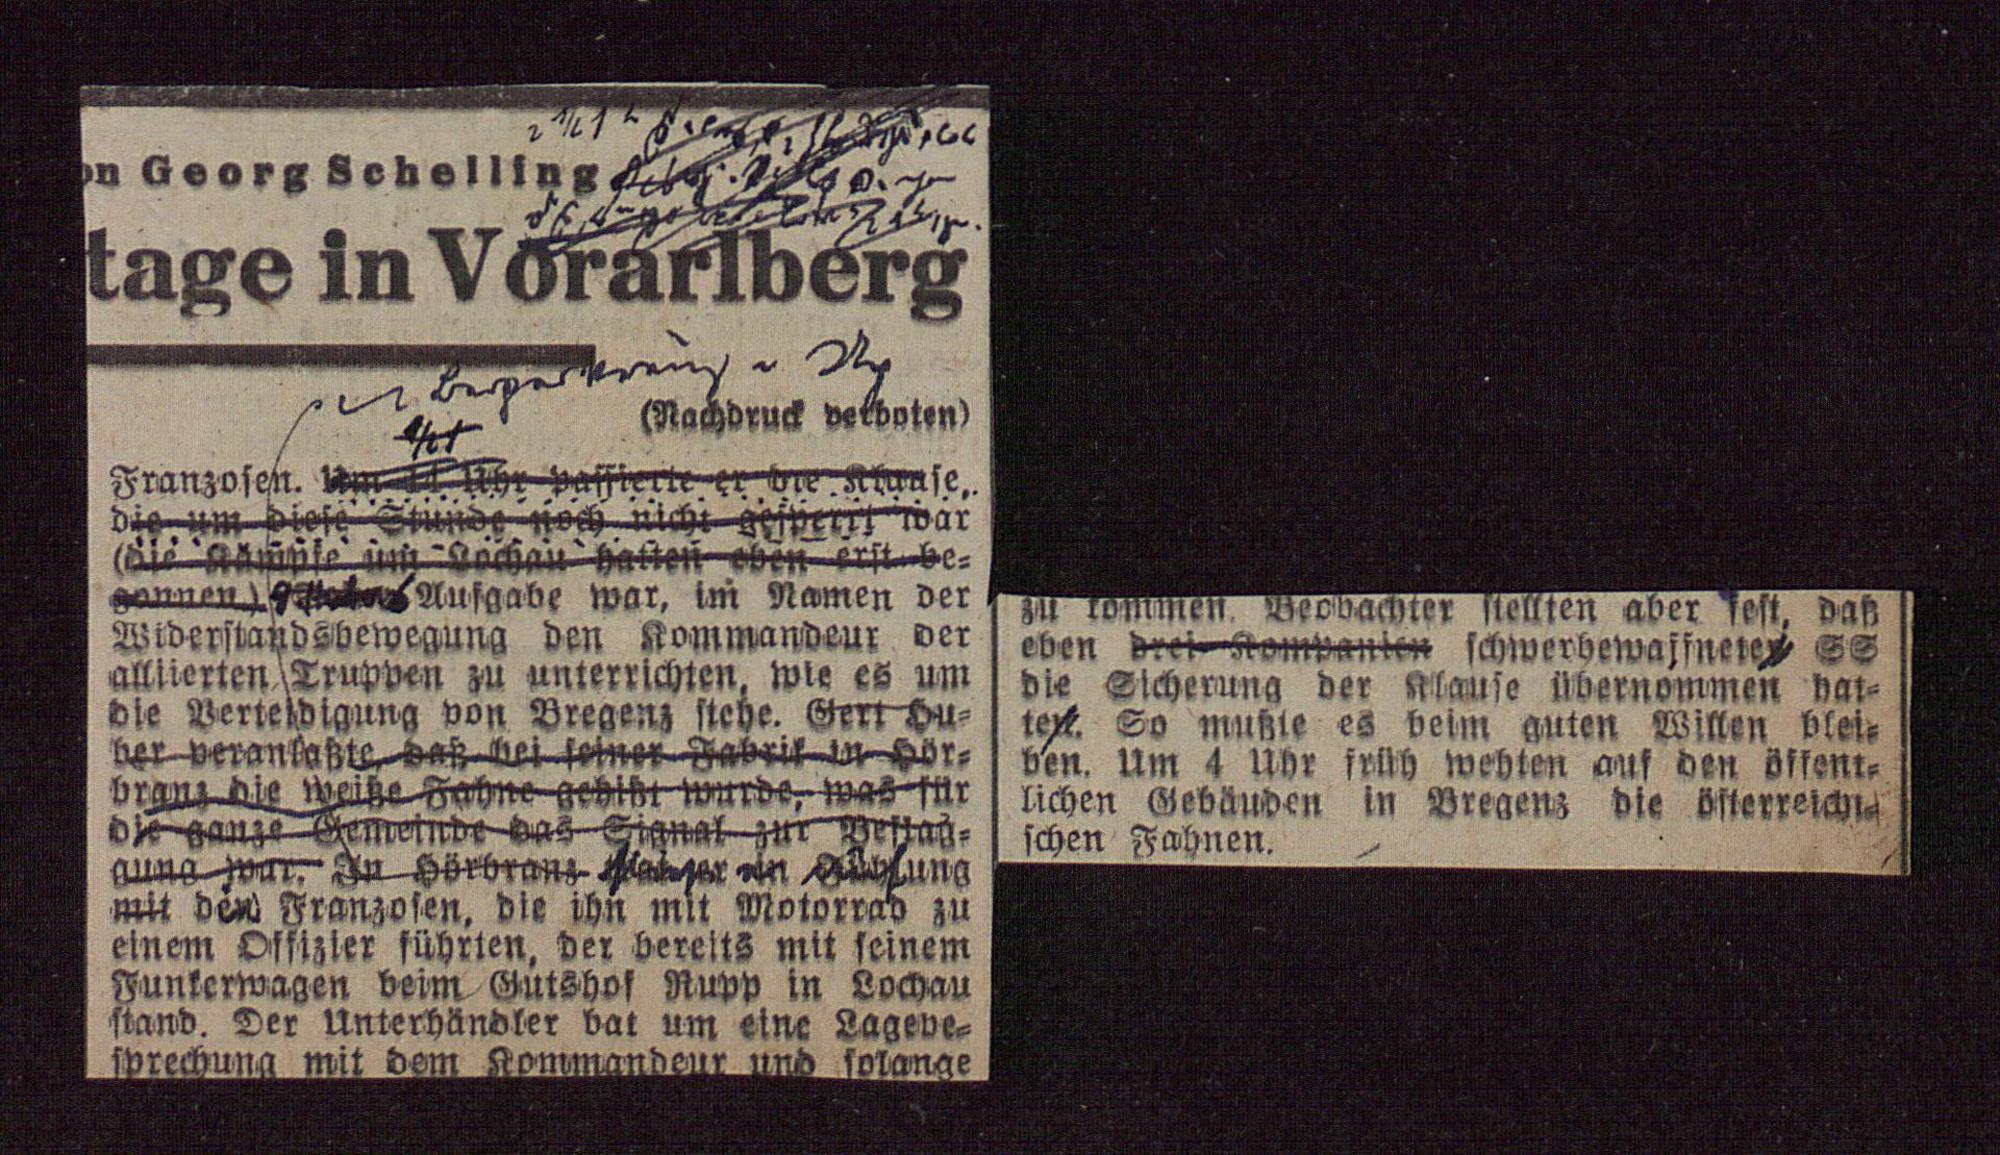 on Georg Schelling
tage in Vorarlberg
(Nachdruck verboten)
Franzosen. Um 11 Uhr passierte er die Klause,
die um diese Stunde noch nicht gesperrt war
(die Kämpfe um Lochau hatten eben erst be-
gonnen.) Aufgabe war, im Namen der
Widerstandsbewegung den Kommandeur der
alliierten Truppen zu unterrichten, wie es um
die Verteidigung von Bregenz stehe. Gert Hu-
ber veranlaßte, daß bei seiner Fabrik in Hör-
branz die weiße Fahne gehißt wurde, was für
die ganze Gemeinde das Signal zur Beflag-
gung war. In Hörbranz Fühlung
mit den Franzosen, die ihn mit Motorrad zu
einem Offizier führten, der bereits mit seinem
Funkerwagen beim Gutshof Rupp in Lochau
stand. Der Unterhändler bat um eine Lagebe-
sprechung mit dem Kommandeur und solange
zu kommen. Beobachter stellten aber fest, daß
eben drei Kompanien schwerbewaffneter SS
die Sicherung der Klause übernommen hat-
ten. So mußte es beim guten Willen blei-
ben. Um 4 Uhr früh wehten auf den öffent-
lichen Gebäuden in Bregenz die österreichi-
schen Fahnen.